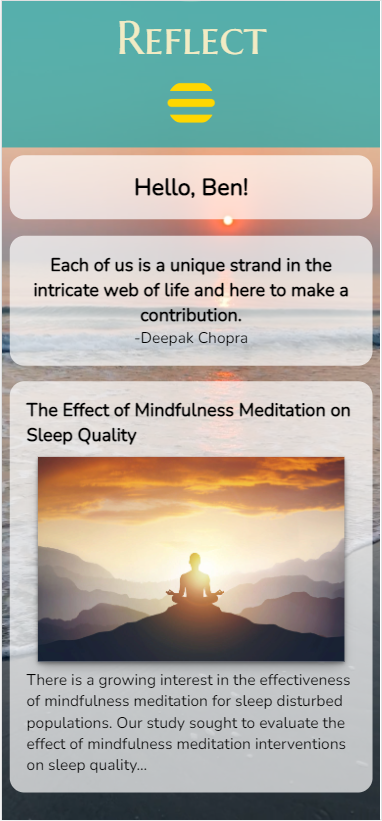 Reflect
Hello, Ben!
Each of us is a unique strand in the
intricate web of life and here to make a
contribution.
-Deepak Chopra
The Effect of Mindfulness Meditation on
Sleep Quality
There is a growing interest in the effectiveness
of mindfulness meditation for sleep disturbed
populations. Our study sought to evaluate the
effect of mindfulness meditation interventions
on sleep quality...